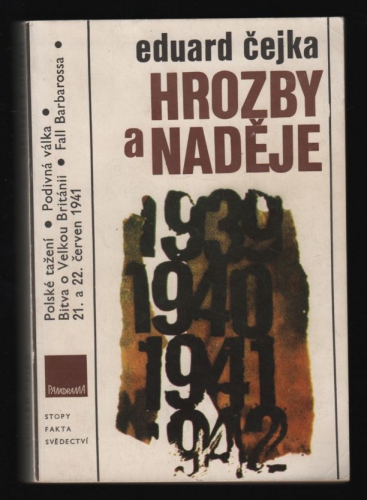 eduard čejka
HROZBY
a NADĚJE
1939
1940
1941
1942
Polské tažení • Podivná válka •
Bitva o Velkou Británii • Fall Barbarossa •
21. a 22. červen 1941
PANORAMA
STOPY
FAKTA
SVĚDECTVÍ